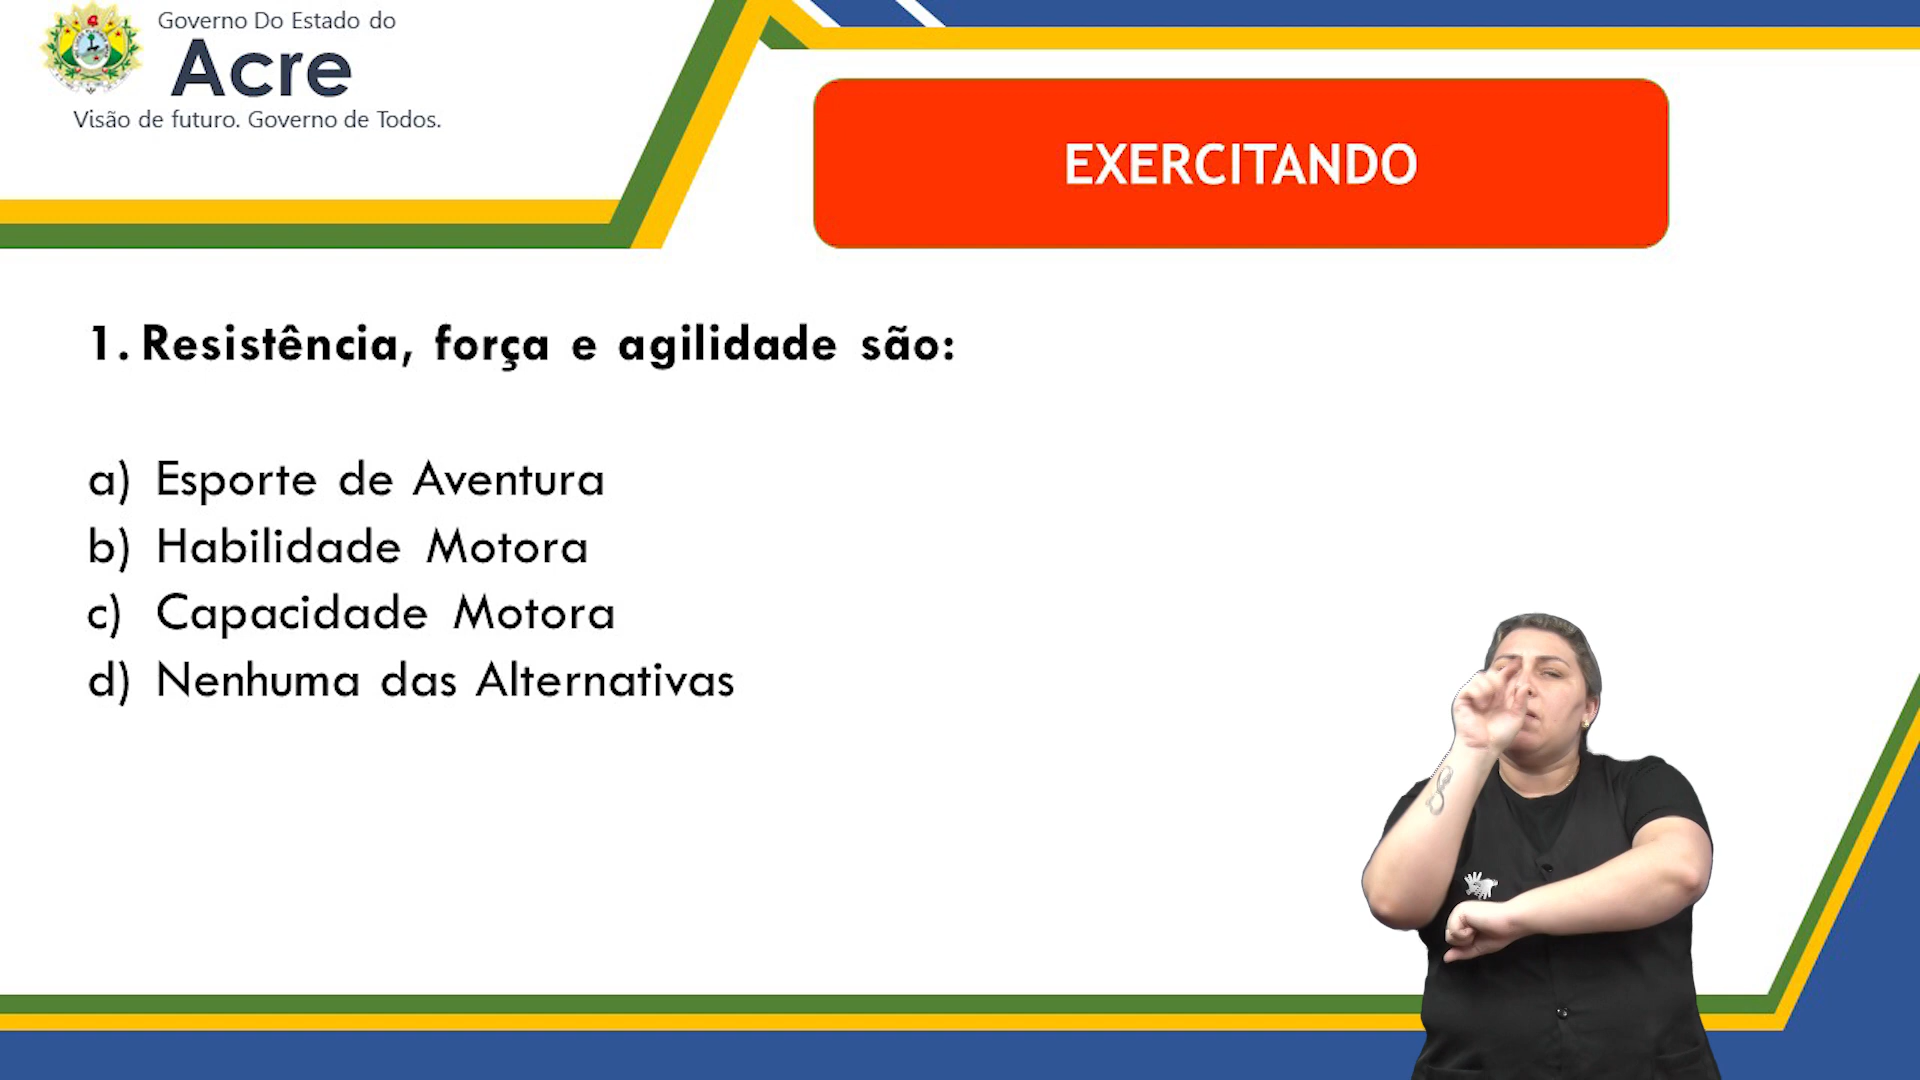 Governo Do Estado do
Acre
Visão de futuro. Governo de Todos.
EXERCITANDO
1. Resistência, força e agilidade são:
a) Esporte de Aventura
b) Habilidade Motora
c) Capacidade Motora
d) Nenhuma das Alternativas